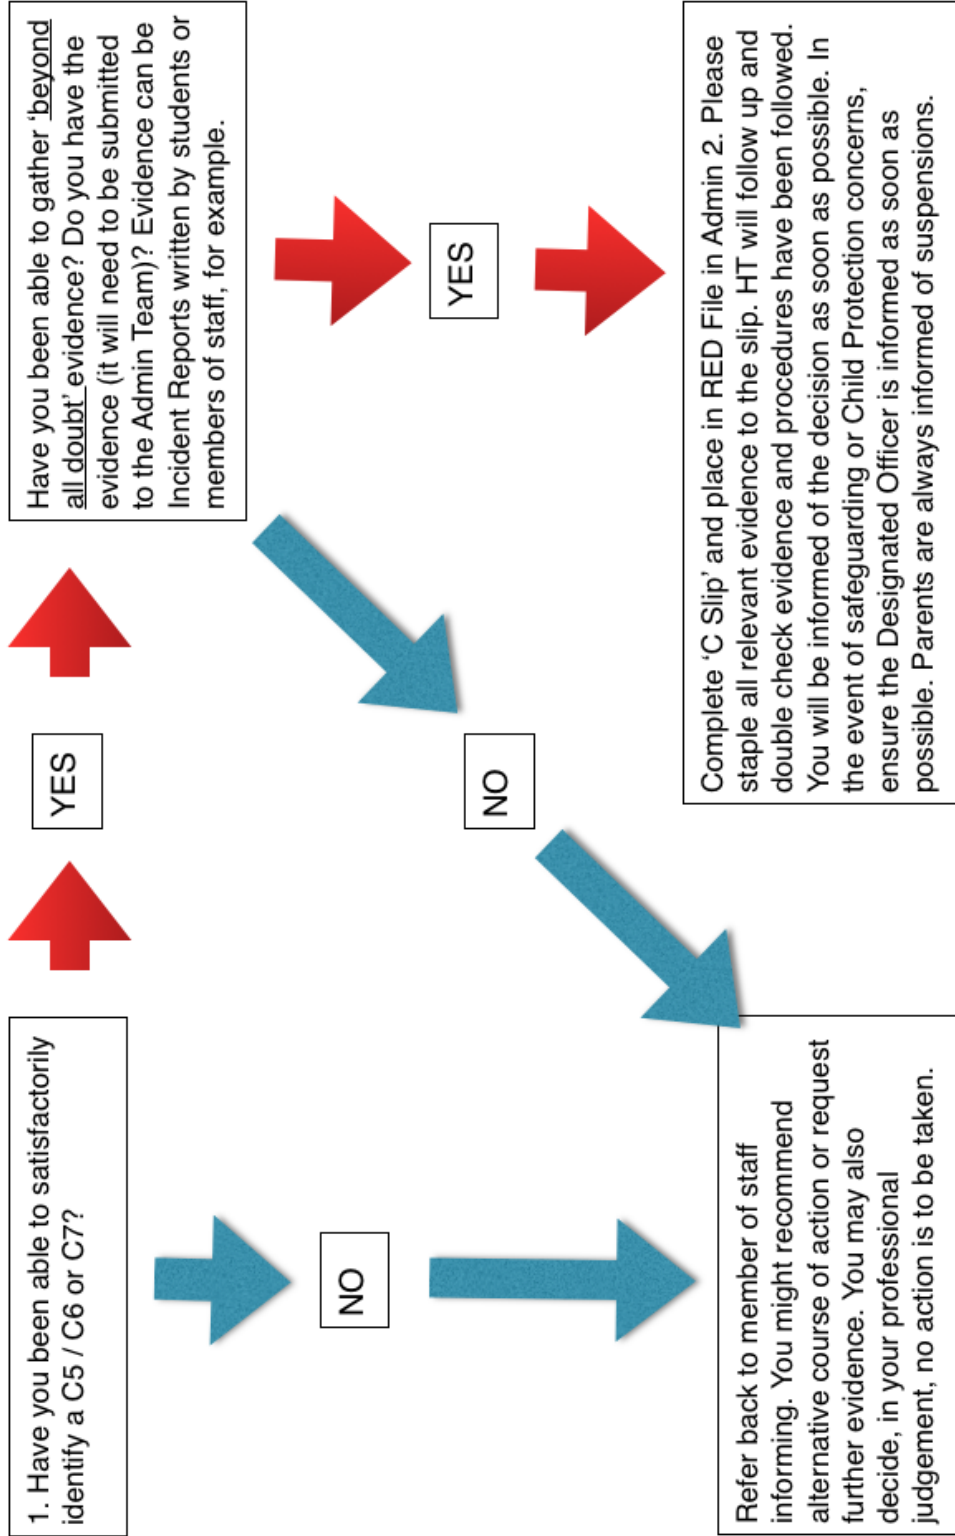 1. Have you been able to satisfactorily
identify a C5 / C6 or C7?
YES
Have you been able to gather ‘beyond
all doubt’ evidence? Do you have the
evidence (it will need to be submitted
to the Admin Team)? Evidence can be
Incident Reports written by students or
members of staff, for example.
NO
NO
YES
Refer back to member of staff
informing. You might recommend
alternative course of action or request
further evidence. You may also
decide, in your professional
judgement, no action is to be taken.
Complete ‘C Slip’ and place in RED File in Admin 2. Please
staple all relevant evidence to the slip. HT will follow up and
double check evidence and procedures have been followed.
You will be informed of the decision as soon as possible. In
the event of safeguarding or Child Protection concerns,
ensure the Designated Officer is informed as soon as
possible. Parents are always informed of suspensions.